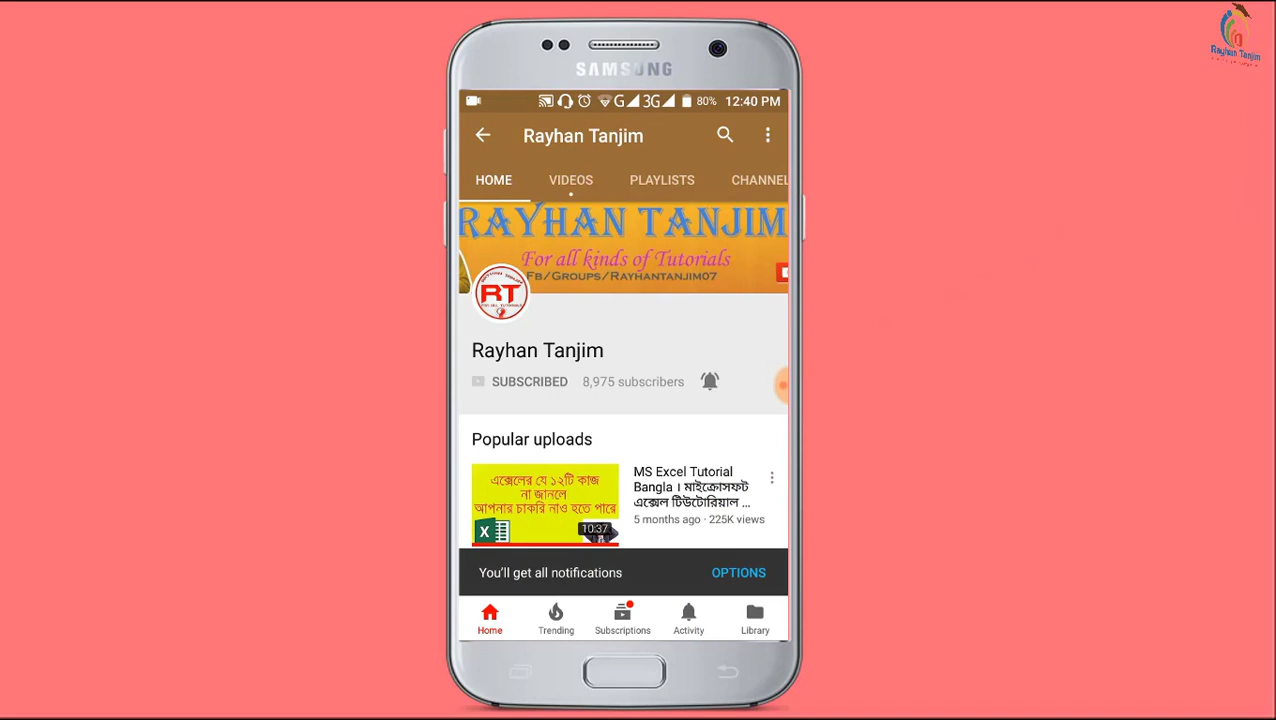 Rayhan Tanjim
SAMSUNG
G 3G 80% 12:40 PM
Rayhan Tanjim
HOME VIDEOS PLAYLISTS CHANNEL
RAYHAN TANJIM
For all kinds of Tutorials
FB/GROUPS/RAYHANTANJIM07
RT
Rayhan Tanjim
SUBSCRIBED 8,975 subscribers
Popular uploads
এক্সেলের যে ১২টি কাজ
না জানলে
আপনার চাকরি নাও হতে পারে
X
10:37
MS Excel Tutorial
Bangla । মাইক্রোসফট
এক্সেল টিউটোরিয়াল ...
5 months ago · 225K views
You'll get all notifications OPTIONS
Home Trending Subscriptions Activity Library